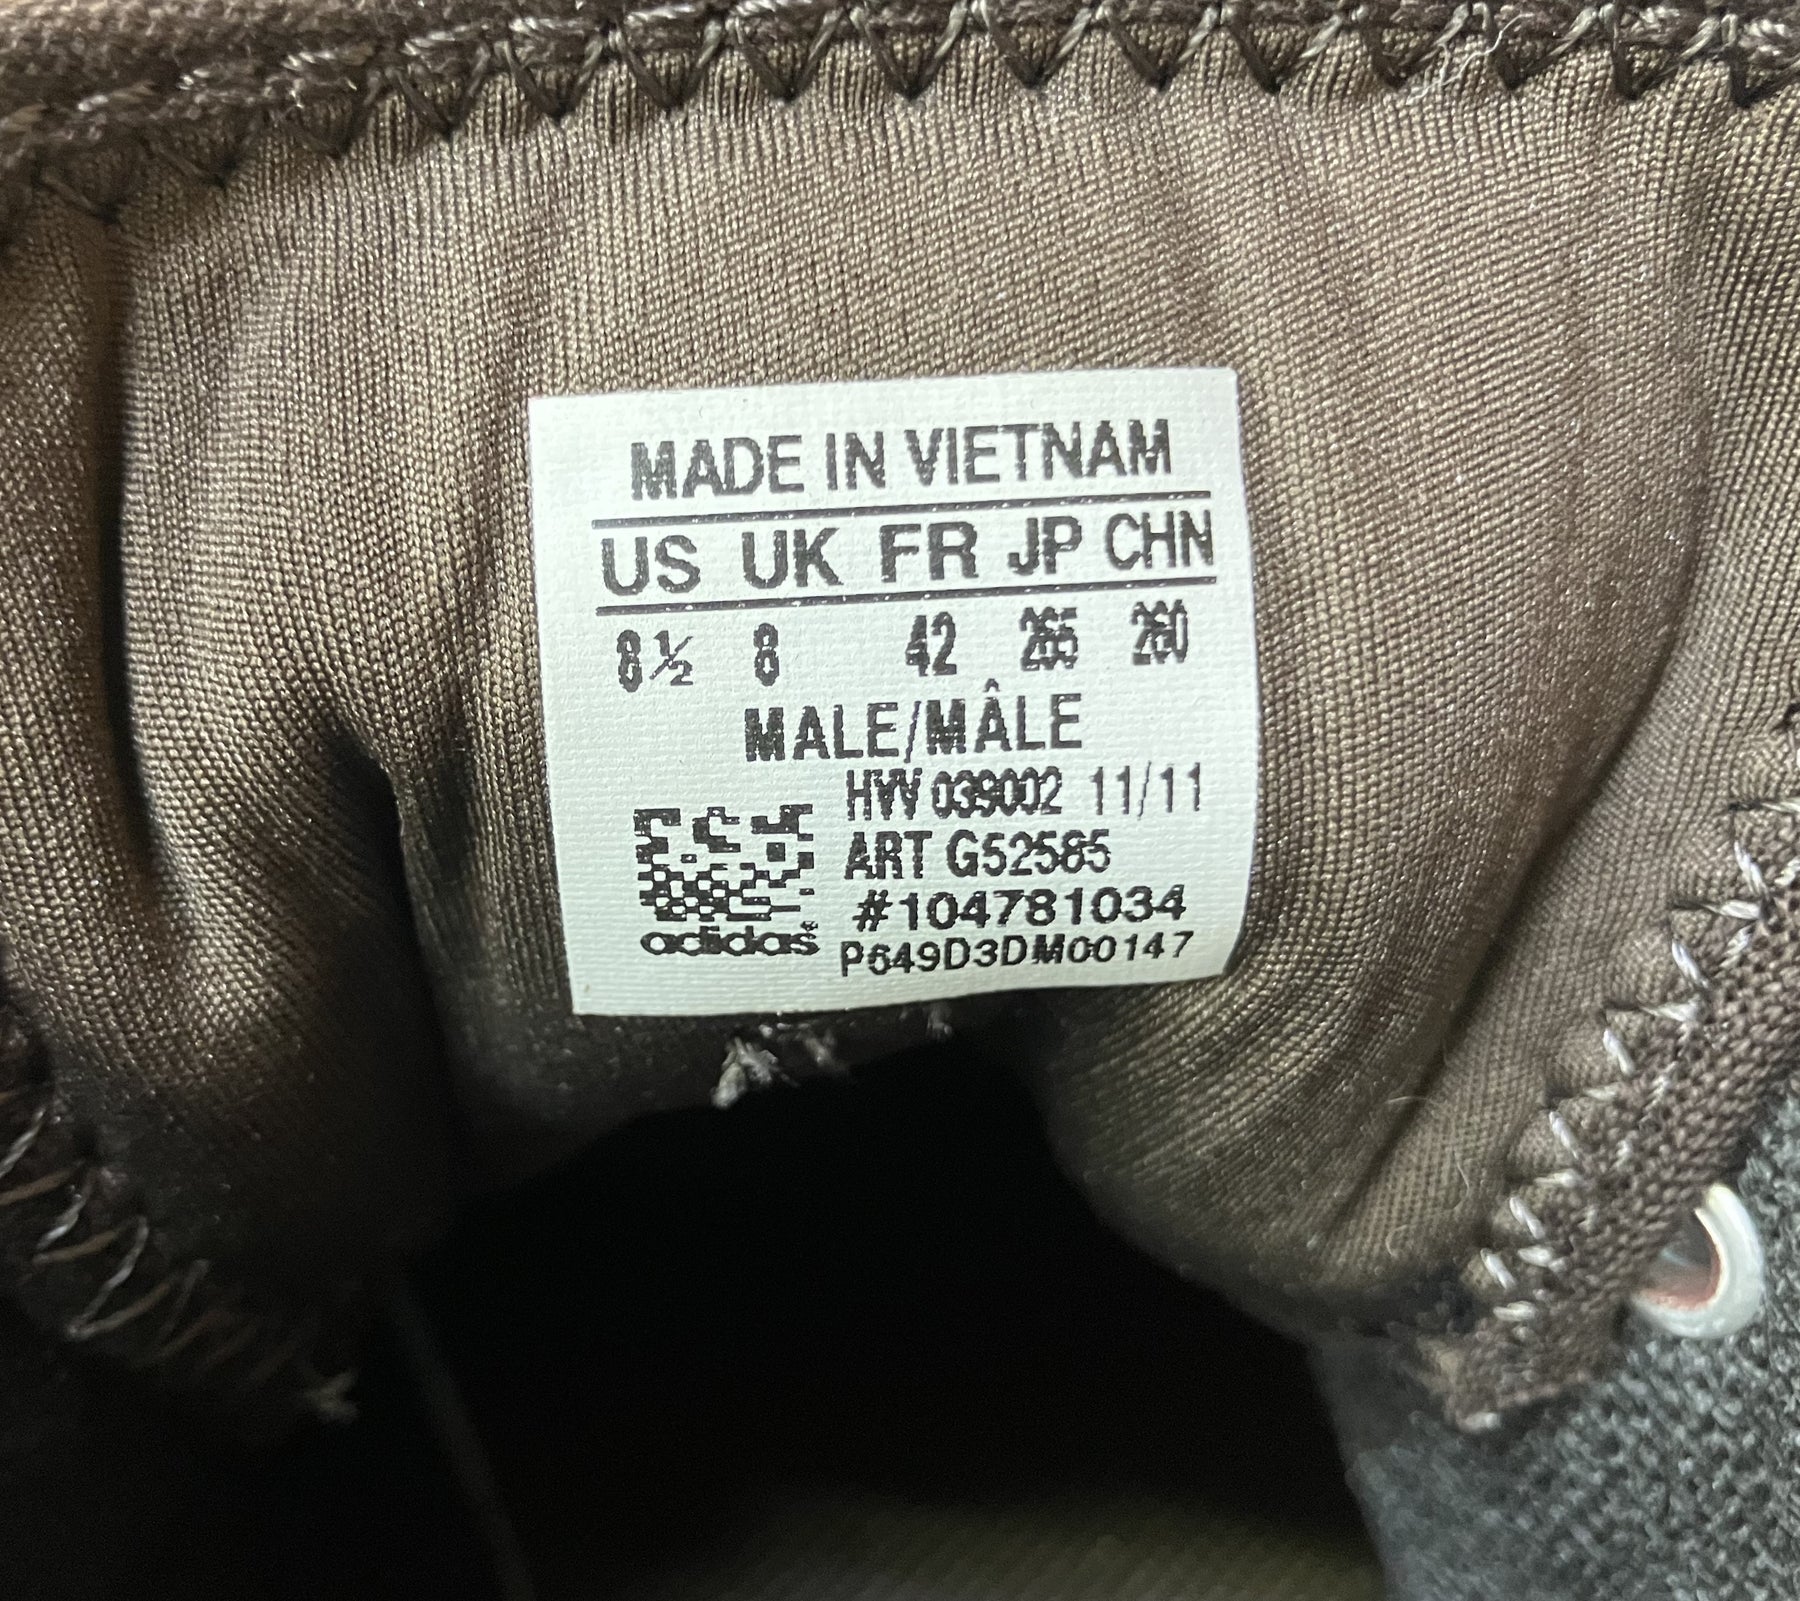 MADE IN VIETNAM
US UK FR JP CHN
8½ 8 42 265 260
MALE/MÂLE
HVV 039002 11/11
ART G52585
#104781034
adidas P649D3DM00147